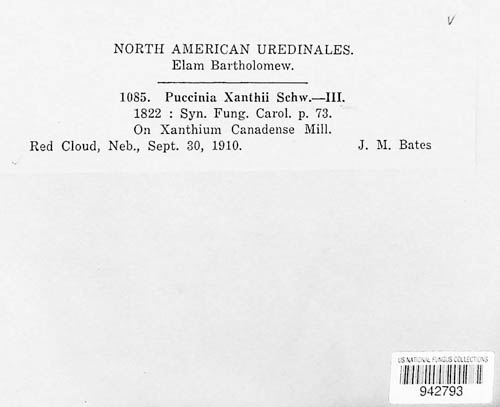 V
NORTH AMERICAN UREDINALES.
Elam Bartholomew.
1085. Puccinia Xanthii Schw.—III.
1822 : Syn. Fung. Carol. p. 73.
On Xanthium Canadense Mill.
Red Cloud, Neb., Sept. 30, 1910. J. M. Bates
US NATIONAL FUNGUS COLLECTIONS
942793